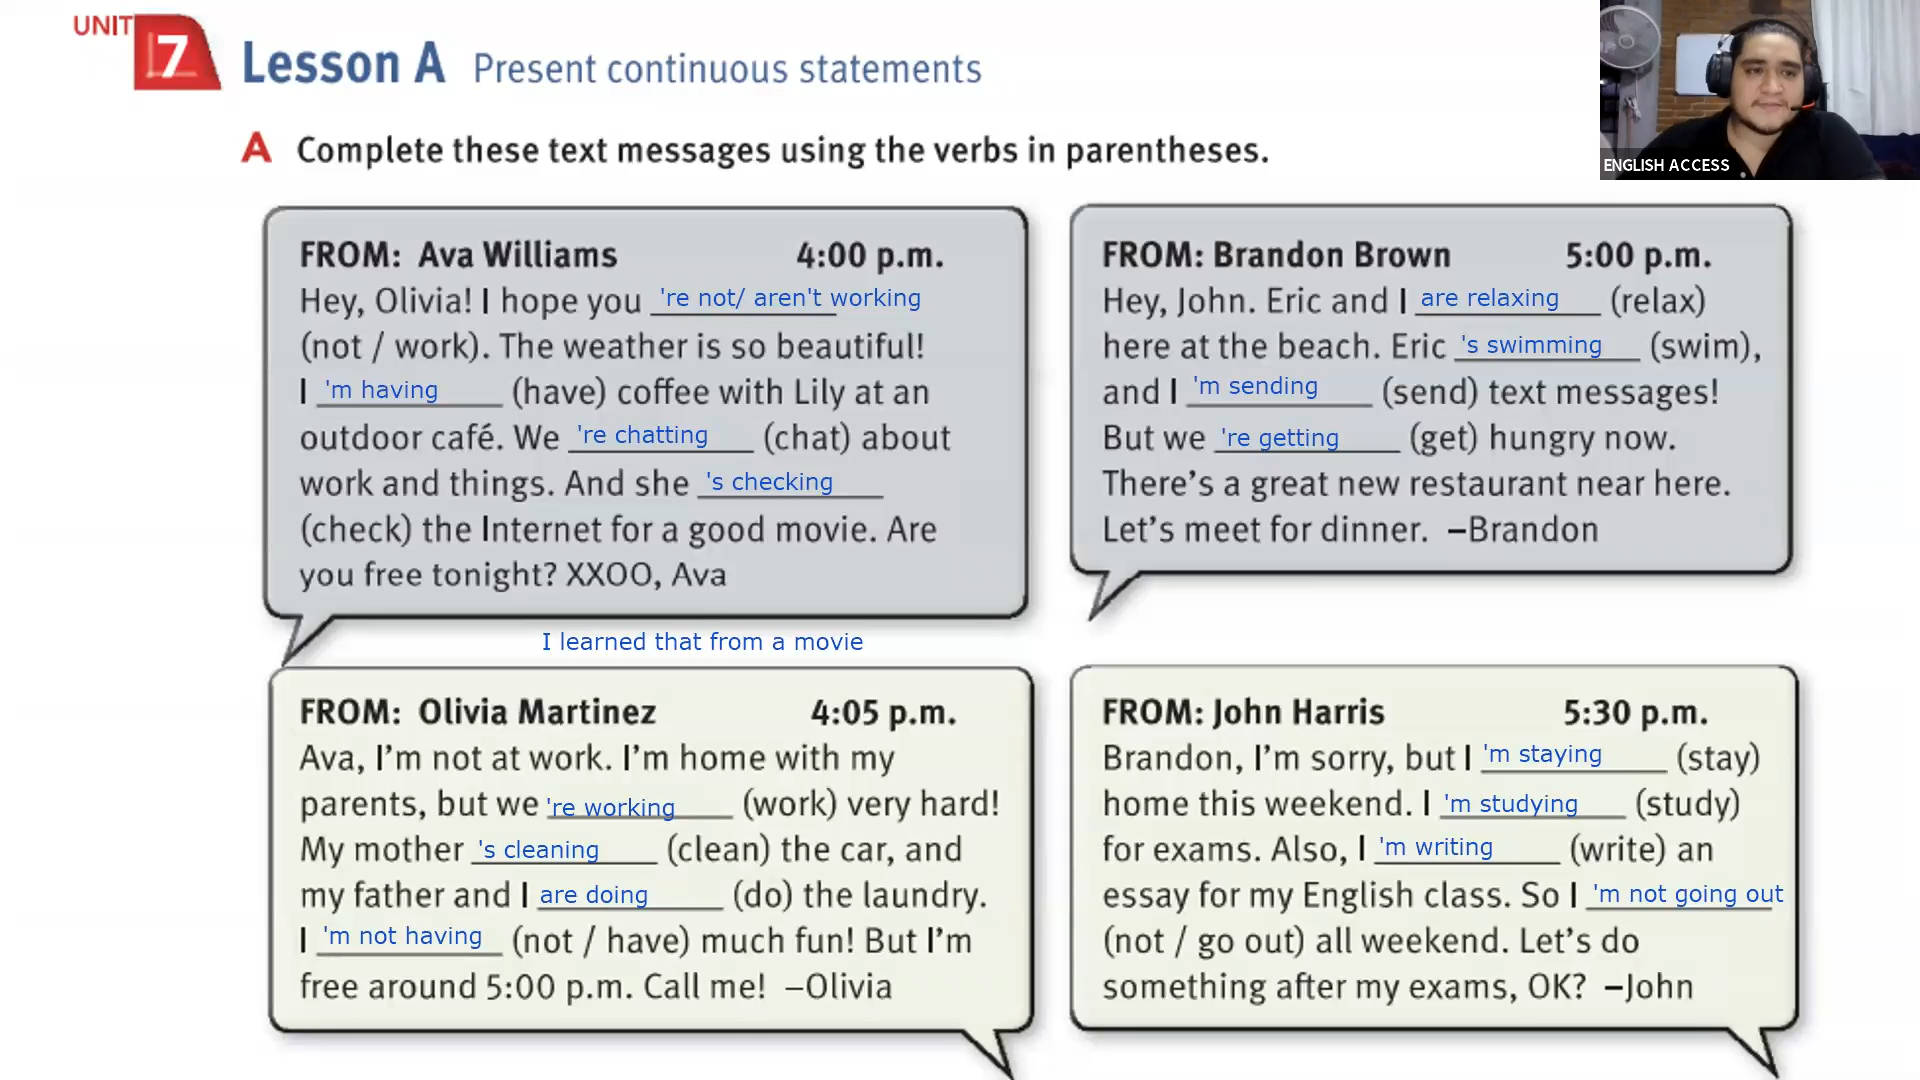 UNIT 7 Lesson A Present continuous statements
A Complete these text messages using the verbs in parentheses.
ENGLISH ACCESS
FROM: Ava Williams 4:00 p.m.
Hey, Olivia! I hope you 're not/ aren't working
(not / work). The weather is so beautiful!
I 'm having (have) coffee with Lily at an
outdoor café. We 're chatting (chat) about
work and things. And she 's checking
(check) the Internet for a good movie. Are
you free tonight? XXOO, Ava
FROM: Brandon Brown 5:00 p.m.
Hey, John. Eric and I are relaxing (relax)
here at the beach. Eric 's swimming (swim),
and I 'm sending (send) text messages!
But we 're getting (get) hungry now.
There's a great new restaurant near here.
Let's meet for dinner. –Brandon
I learned that from a movie
FROM: Olivia Martinez 4:05 p.m.
Ava, I'm not at work. I'm home with my
parents, but we 're working (work) very hard!
My mother 's cleaning (clean) the car, and
my father and I are doing (do) the laundry.
I 'm not having (not / have) much fun! But I'm
free around 5:00 p.m. Call me! –Olivia
FROM: John Harris 5:30 p.m.
Brandon, I'm sorry, but I 'm staying (stay)
home this weekend. I 'm studying (study)
for exams. Also, I 'm writing (write) an
essay for my English class. So I 'm not going out
(not / go out) all weekend. Let's do
something after my exams, OK? –John